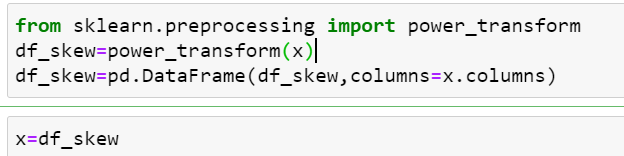 from sklearn.preprocessing import power_transform
df_skew=power_transform(x)
df_skew=pd.DataFrame(df_skew,columns=x.columns)
x=df_skew